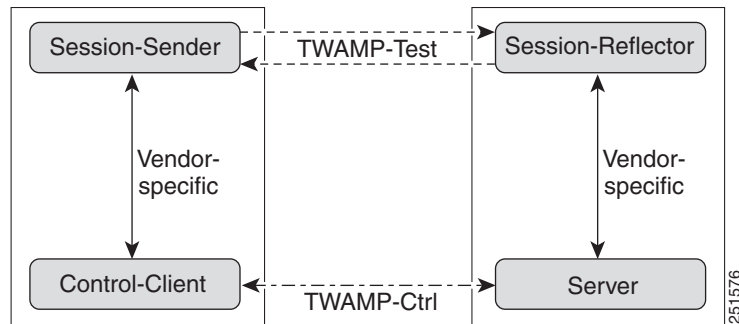 Session-Sender
TWAMP-Test
Session-Reflector
Vendor-
specific
Vendor-
specific
Control-Client
TWAMP-Ctrl
Server
251576